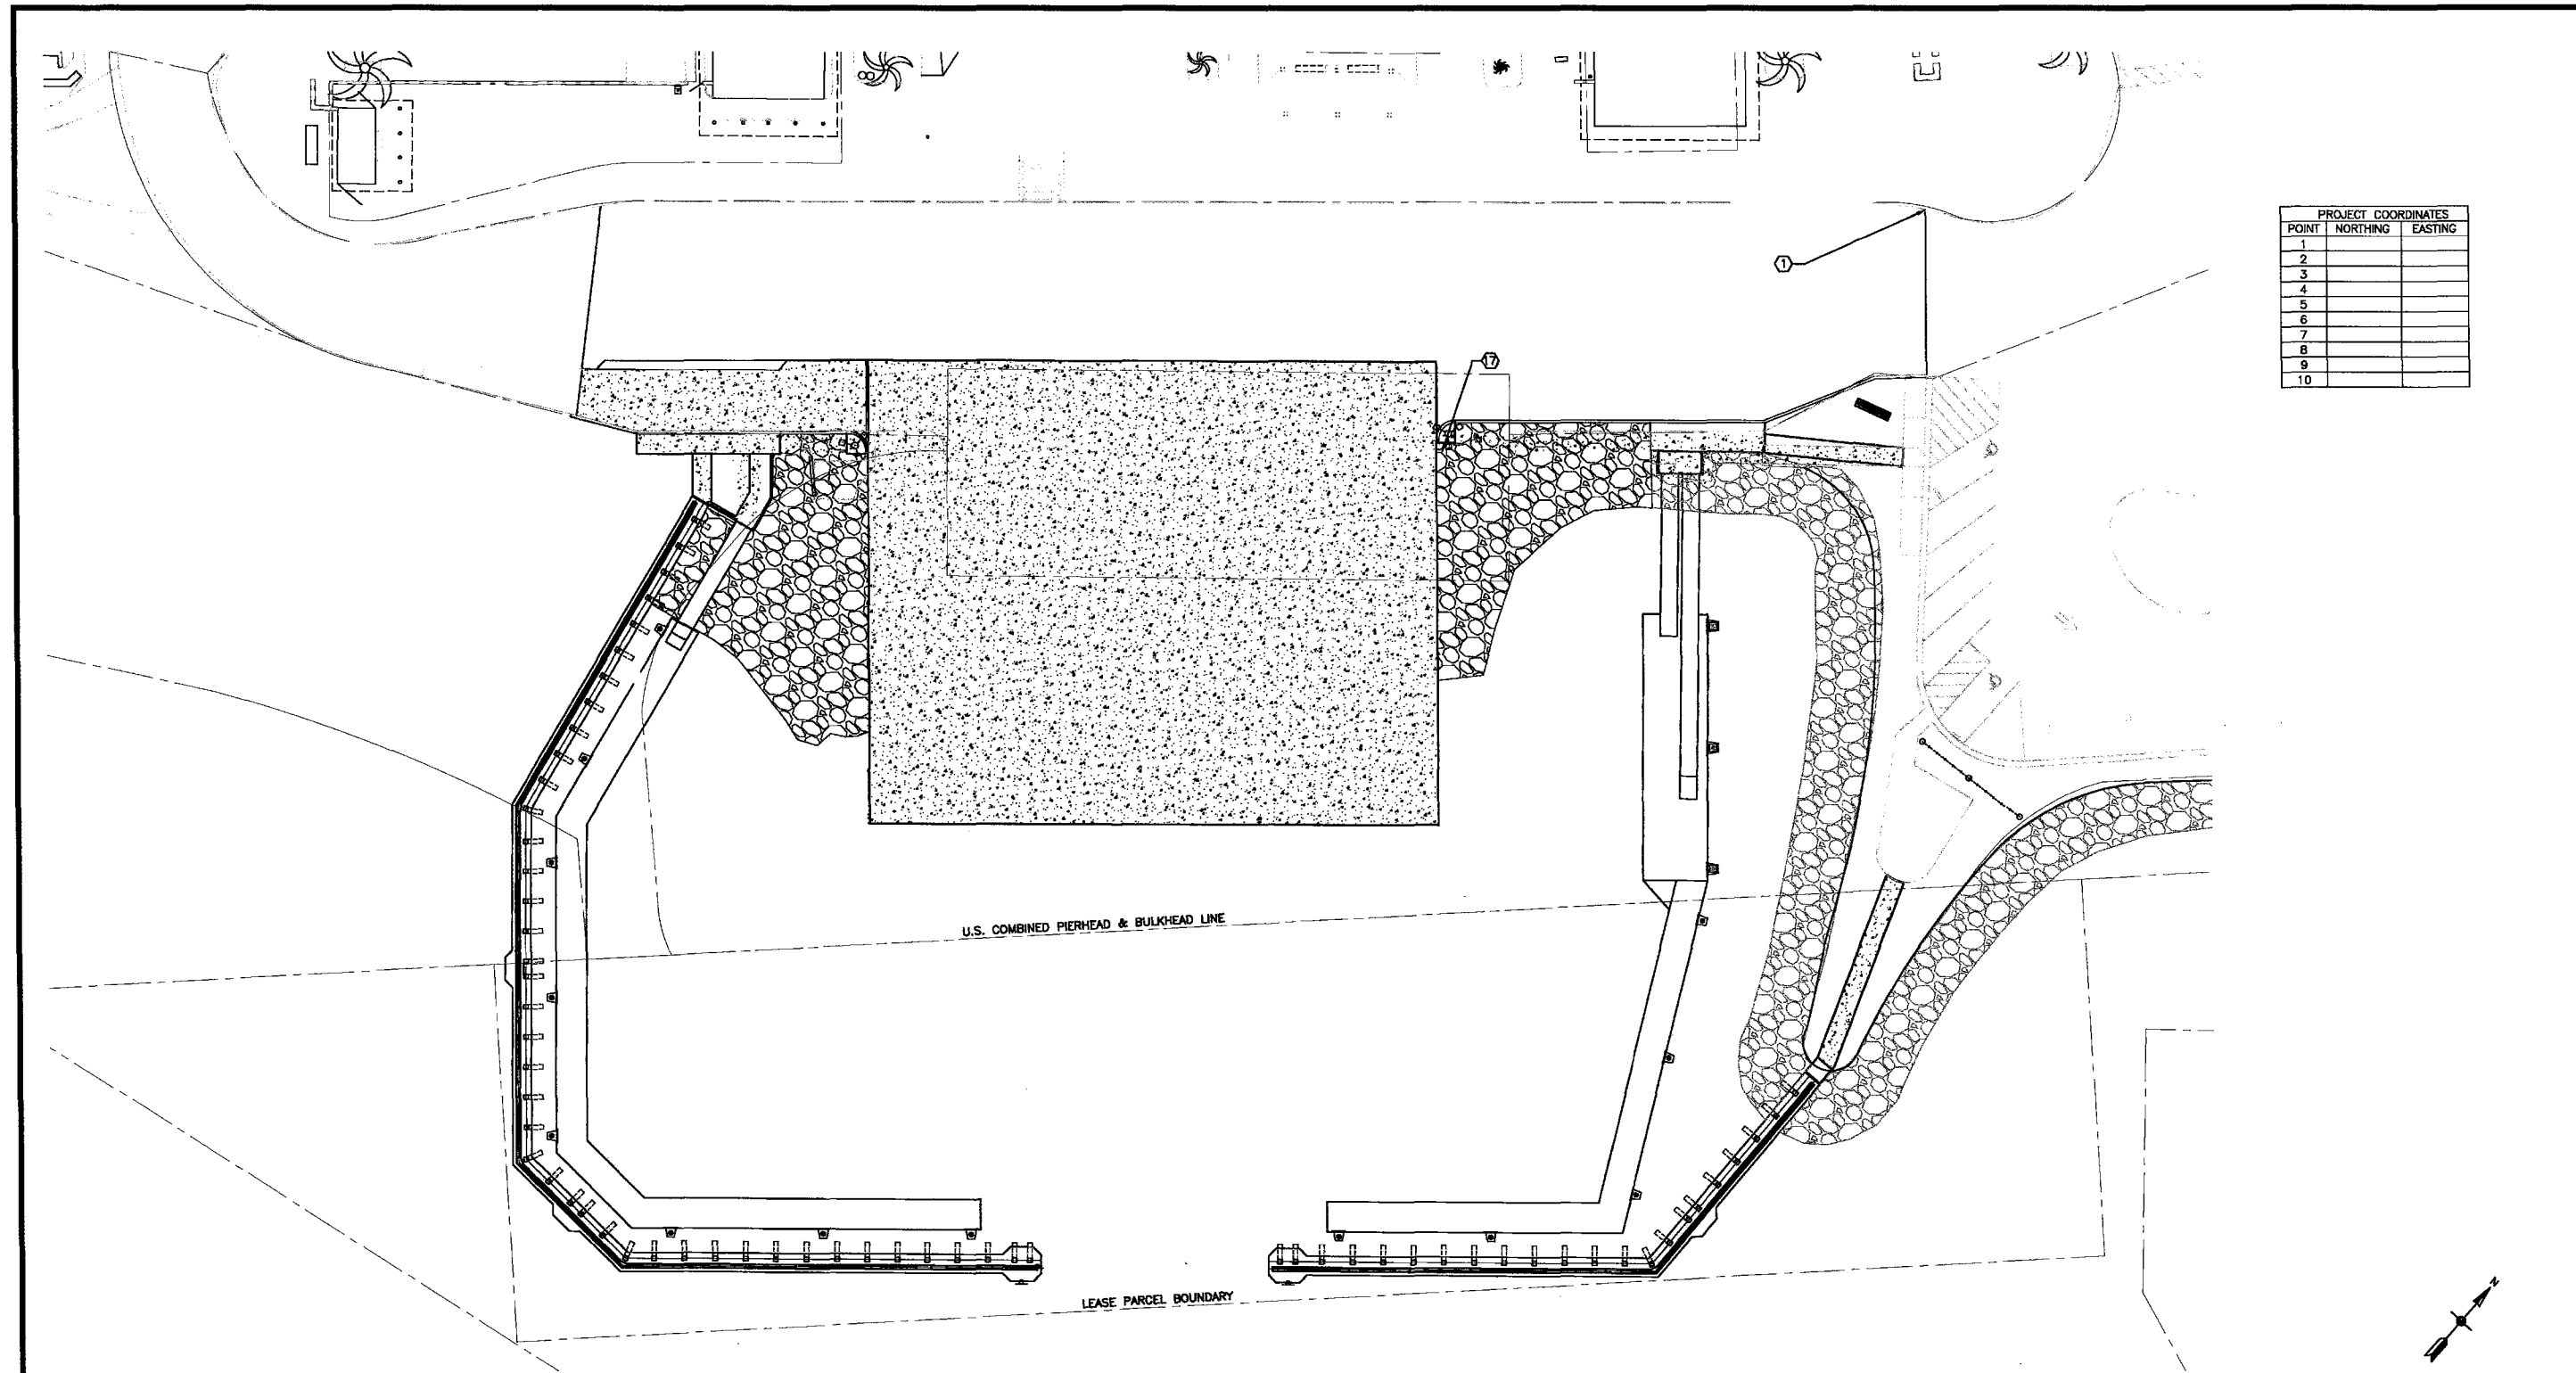 PROJECT COORDINATES
POINT NORTHING EASTING
1
2
3
4
5
6
7
8
9
10
1
17
U.S. COMBINED PIERHEAD & BULKHEAD LINE
LEASE PARCEL BOUNDARY
N